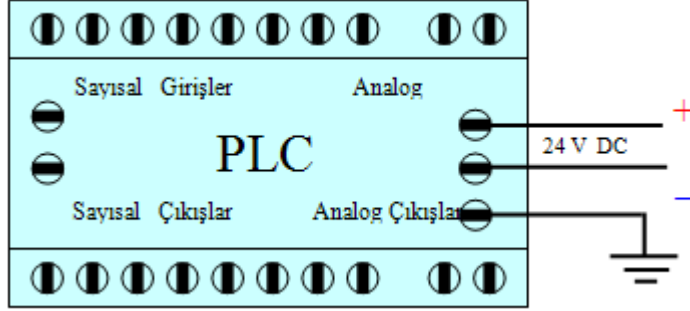 Sayısal Girişler Analog
+
24 V DC
PLC
−
Sayısal Çıkışlar Analog Çıkışlar